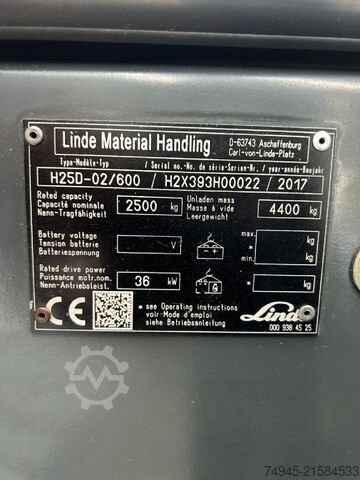 Linde Material Handling
D-63743 Aschaffenburg
Carl-von-Linde-Platz
Type-Modèle-Typ / Serial no.-No. de série-Serien-Nr. / year-année-Baujahr
H25D-02/600 / H2X393H00022 / 2017
Rated capacity
Capacité nominale
Nenn-Tragfähigkeit
2500 kg
Unladen mass
Masse à vide
Leergewicht
4400 kg
Battery voltage
Tension batterie
Batteriespannung
V
- +
max kg
min kg
Rated drive power
Puissance motr.nom.
Nenn-Antriebsleist.
36 kW
kg
CE
→ see Operating instructions
voir Mode d'emploi
siehe Betriebsanleitung
Linde
000 938 45 25
Machineseeker
74945-21584533